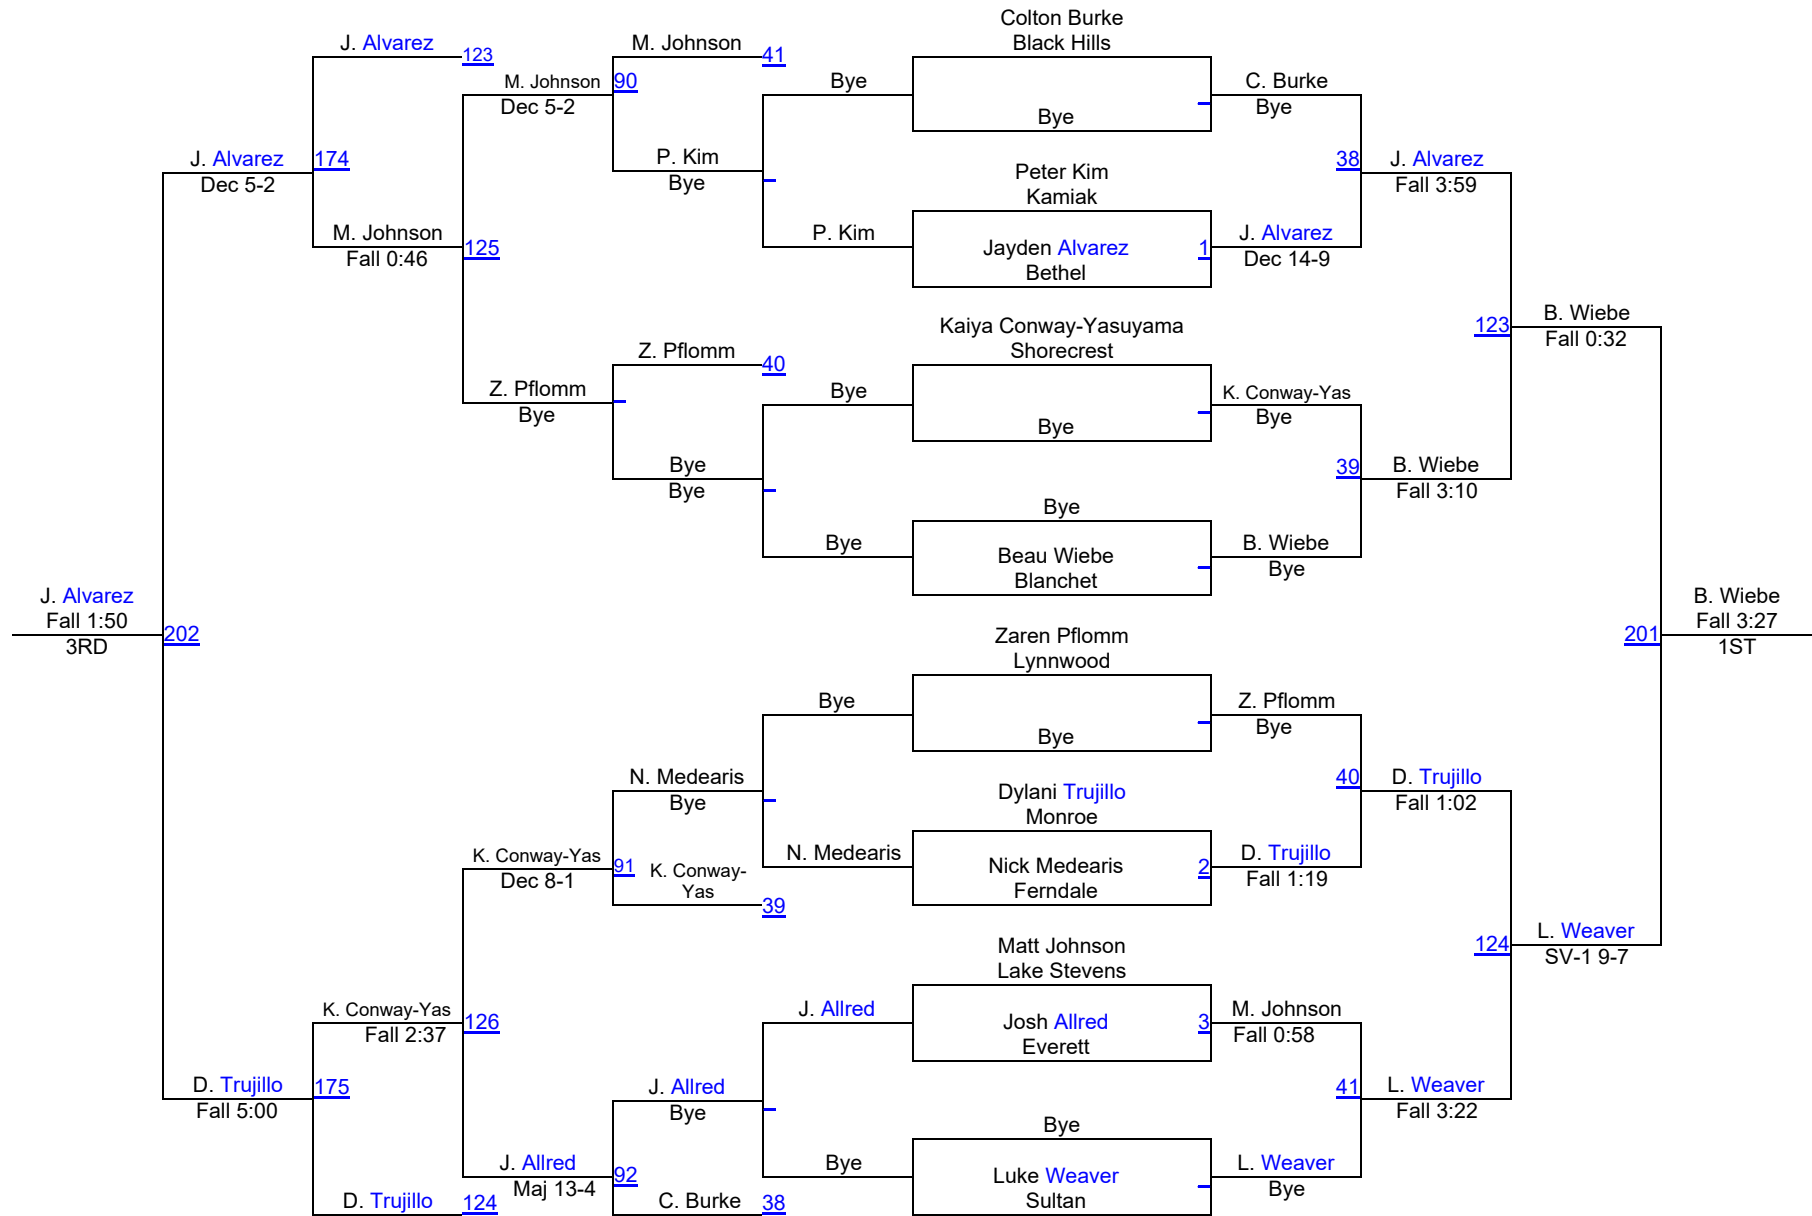 Colton Burke
Black Hills
J. Alvarez
123
M. Johnson
41
M. Johnson
90
Dec 5-2
Bye
C. Burke
Bye
Bye
P. Kim
Bye
J. Alvarez
174
Dec 5-2
Peter Kim
Kamiak
38
J. Alvarez
Fall 3:59
M. Johnson
Fall 0:46
125
P. Kim
Jayden Alvarez
Bethel
1
J. Alvarez
Dec 14-9
Kaiya Conway-Yasuyama
Shorecrest
123
B. Wiebe
Fall 0:32
Z. Pflomm
40
Z. Pflomm
Bye
Bye
K. Conway-Yas
Bye
Bye
Bye
Bye
39
B. Wiebe
Fall 3:10
Bye
Bye
Beau Wiebe
Blanchet
B. Wiebe
Bye
J. Alvarez
Fall 1:50
3RD
202
Zaren Pflomm
Lynnwood
201
B. Wiebe
Fall 3:27
1ST
Bye
Z. Pflomm
Bye
Bye
N. Medearis
Bye
Dylani Trujillo
Monroe
40
D. Trujillo
Fall 1:02
K. Conway-Yas
Dec 8-1
91
K. Conway-
Yas
39
N. Medearis
Nick Medearis
Ferndale
2
D. Trujillo
Fall 1:19
Matt Johnson
Lake Stevens
124
L. Weaver
SV-1 9-7
K. Conway-Yas
Fall 2:37
126
J. Allred
Josh Allred
Everett
3
M. Johnson
Fall 0:58
D. Trujillo
Fall 5:00
175
J. Allred
Bye
41
L. Weaver
Fall 3:22
Bye
J. Allred
Maj 13-4
92
Bye
Luke Weaver
Sultan
L. Weaver
Bye
D. Trujillo
124
C. Burke
38